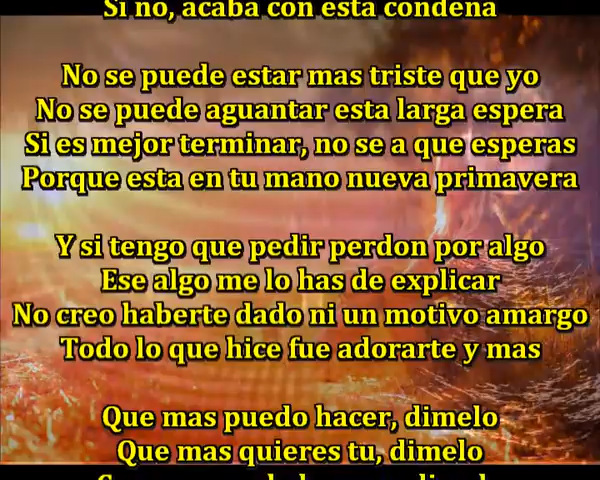 Si no, acaba con esta condena
No se puede estar mas triste que yo
No se puede aguantar esta larga espera
Si es mejor terminar, no se a que esperas
Porque esta en tu mano nueva primavera
Y si tengo que pedir perdon por algo
Ese algo me lo has de explicar
No creo haberte dado ni un motivo amargo
Todo lo que hice fue adorarte y mas
Que mas puedo hacer, dimelo
Que mas quieres tu, dimelo